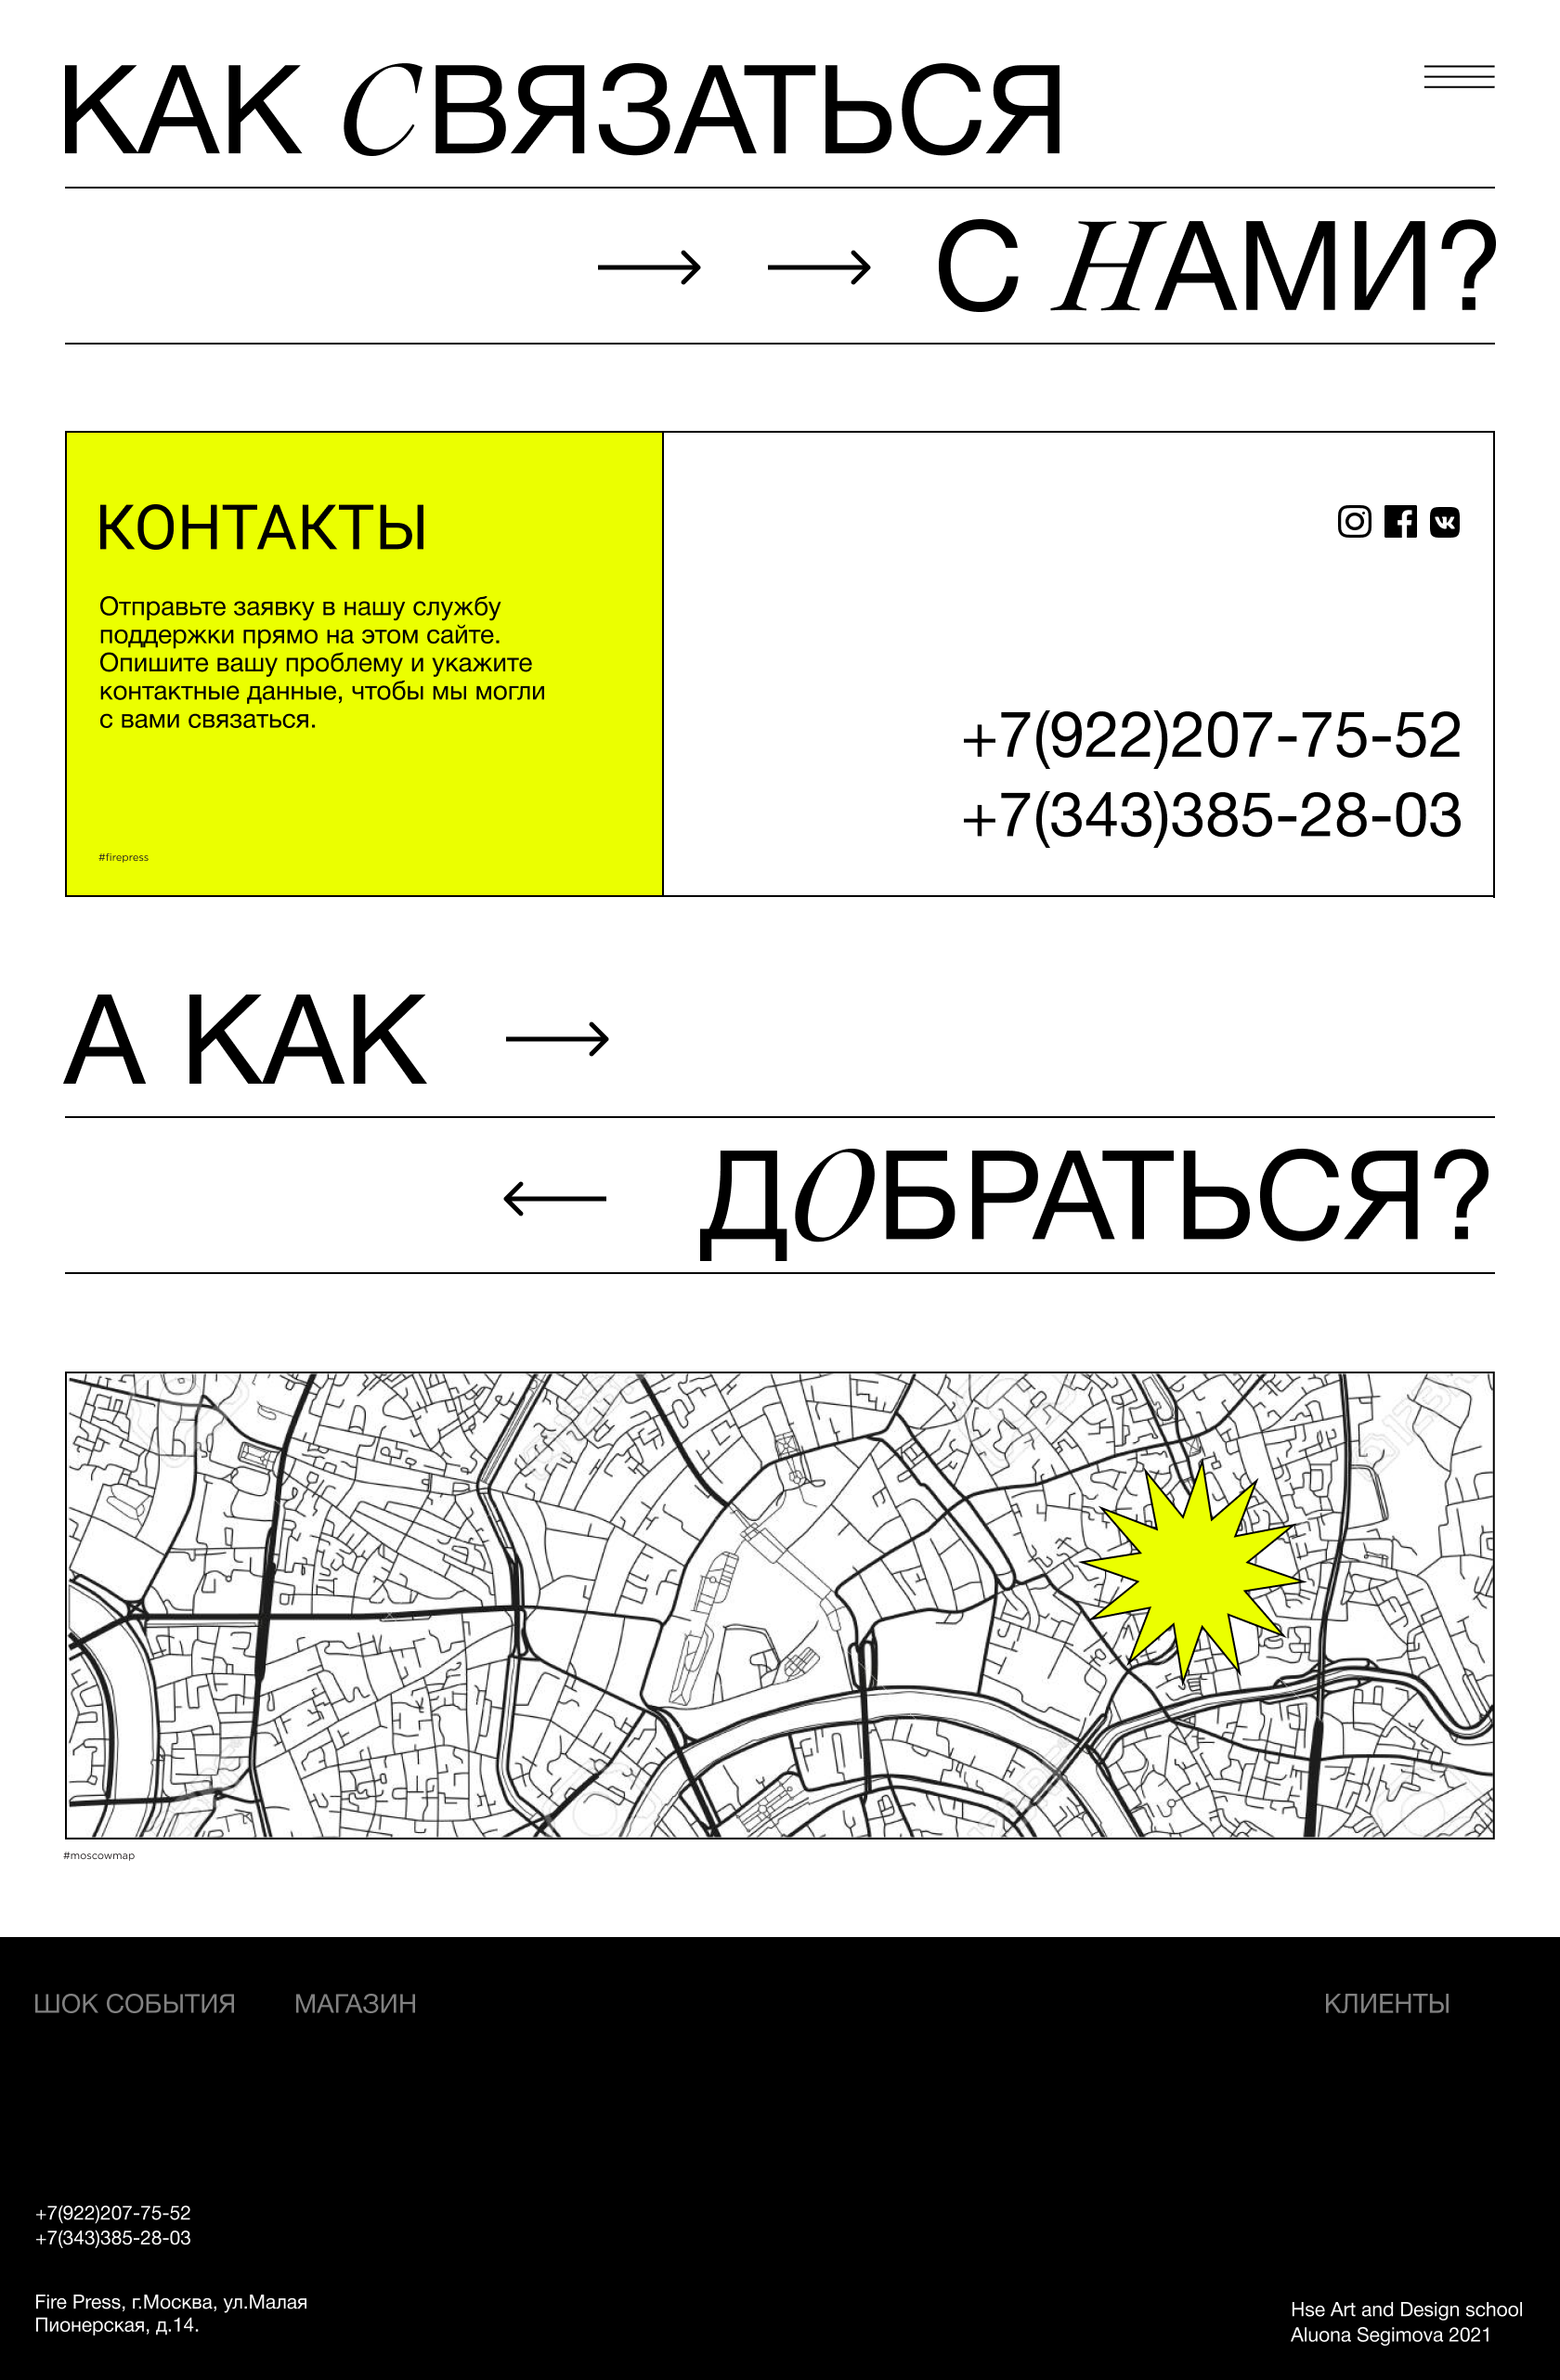 КАК СВЯЗАТЬСЯ
С НАМИ?
КОНТАКТЫ
Отправьте заявку в нашу службу
поддержки прямо на этом сайте.
Опишите вашу проблему и укажите
контактные данные, чтобы мы могли
с вами связаться.
#firepress
+7(922)207-75-52
+7(343)385-28-03
А КАК
ДОБРАТЬСЯ?
#moscowmap
ШОК СОБЫТИЯ
МАГАЗИН
КЛИЕНТЫ
+7(922)207-75-52
+7(343)385-28-03
Fire Press, г.Москва, ул.Малая
Пионерская, д.14.
Hse Art and Design school
Aluona Segimova 2021